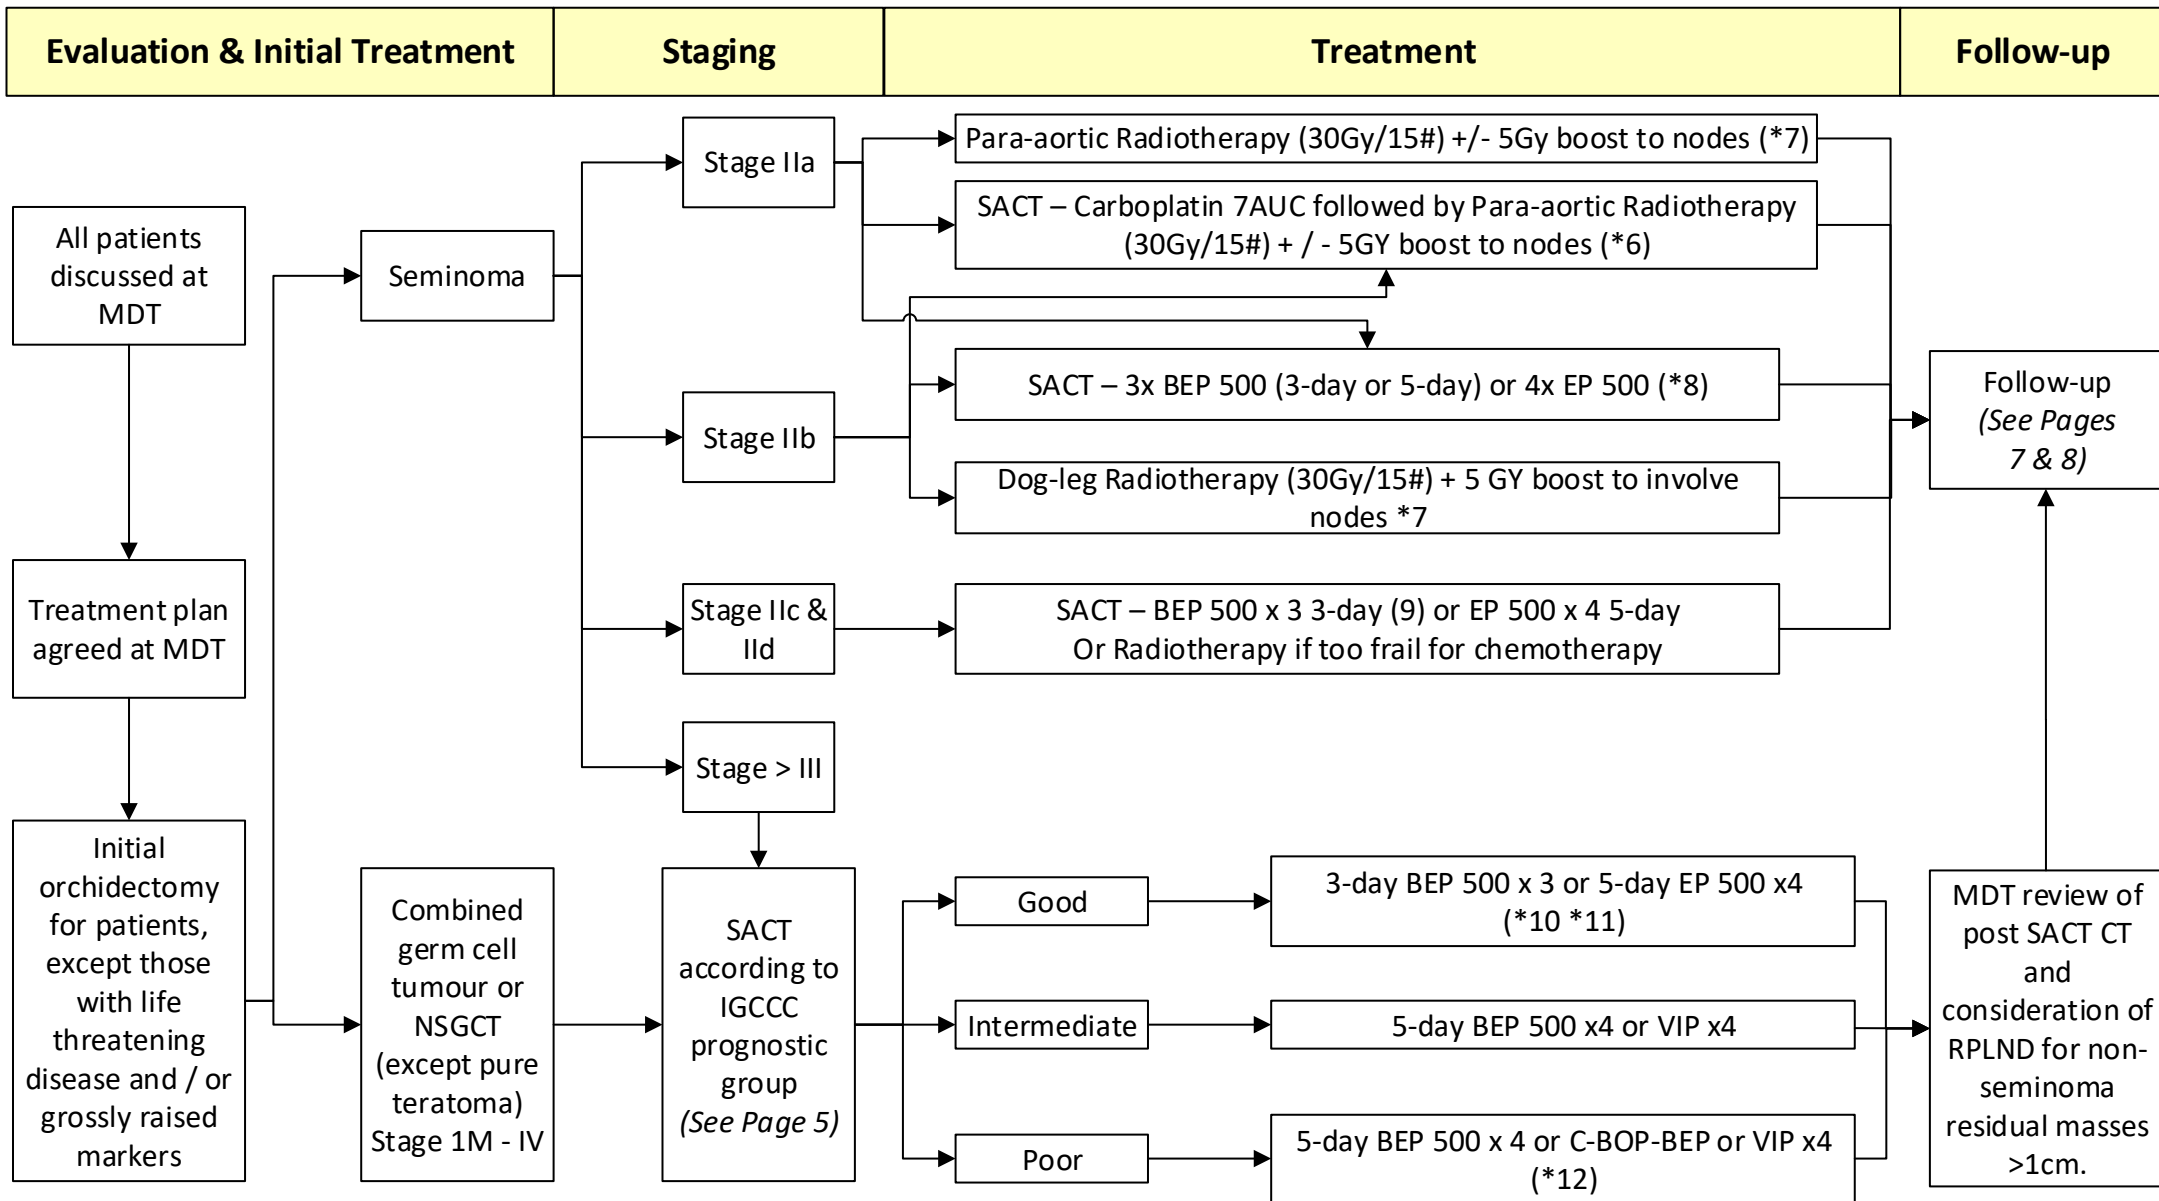 Evaluation & Initial Treatment
Staging
Treatment
Follow-up
All patients
discussed at
MDT
Treatment plan
agreed at MDT
Initial
orchidectomy
for patients,
except those
with life
threatening
disease and / or
grossly raised
markers
Seminoma
Combined
germ cell
tumour or
NSGCT
(except pure
teratoma)
Stage 1M - IV
Stage IIa
Stage IIb
Stage IIc &
IId
Stage > III
SACT
according to
IGCCC
prognostic
group
(See Page 5)
Para-aortic Radiotherapy (30Gy/15#) +/- 5Gy boost to nodes (*7)
SACT – Carboplatin 7AUC followed by Para-aortic Radiotherapy
(30Gy/15#) + / - 5GY boost to nodes (*6)
SACT – 3x BEP 500 (3-day or 5-day) or 4x EP 500 (*8)
Dog-leg Radiotherapy (30Gy/15#) + 5 GY boost to involve
nodes *7
SACT – BEP 500 x 3 3-day (9) or EP 500 x 4 5-day
Or Radiotherapy if too frail for chemotherapy
Good
3-day BEP 500 x 3 or 5-day EP 500 x4
(*10 *11)
Intermediate
5-day BEP 500 x4 or VIP x4
Poor
5-day BEP 500 x 4 or C-BOP-BEP or VIP x4
(*12)
Follow-up
(See Pages
7 & 8)
MDT review of
post SACT CT
and
consideration of
RPLND for non-
seminoma
residual masses
>1cm.